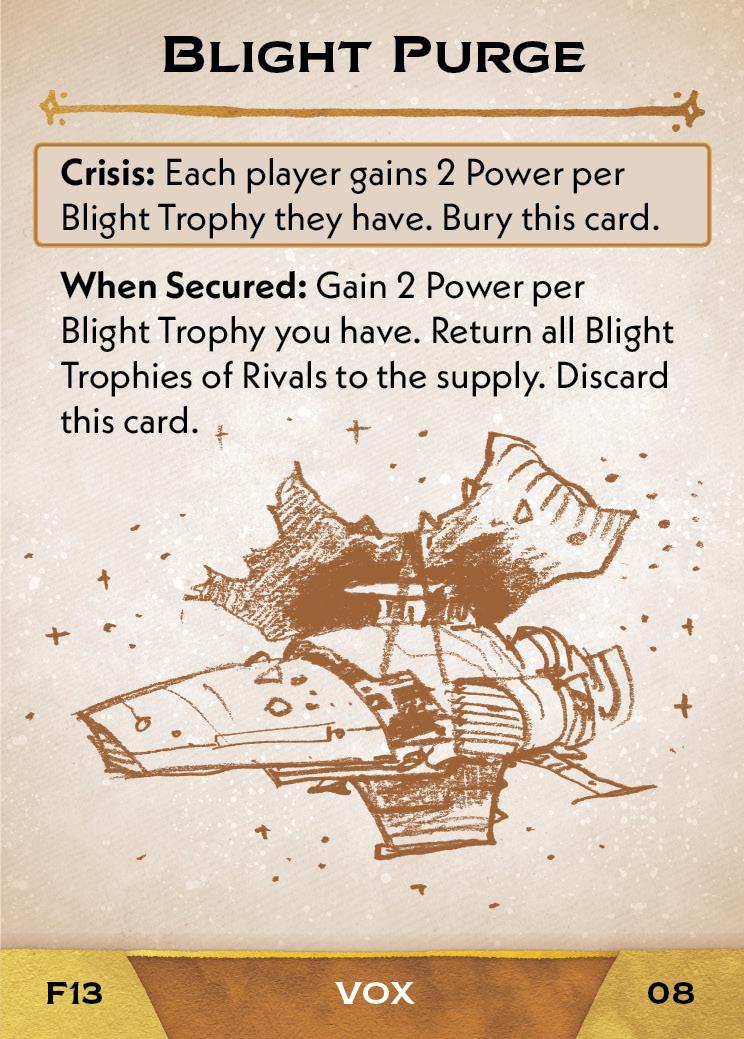 Blight Purge
Crisis: Each player gains 2 Power per
Blight Trophy they have. Bury this card.
When Secured: Gain 2 Power per
Blight Trophy you have. Return all Blight
Trophies of Rivals to the supply. Discard
this card.
F13 VOX 08